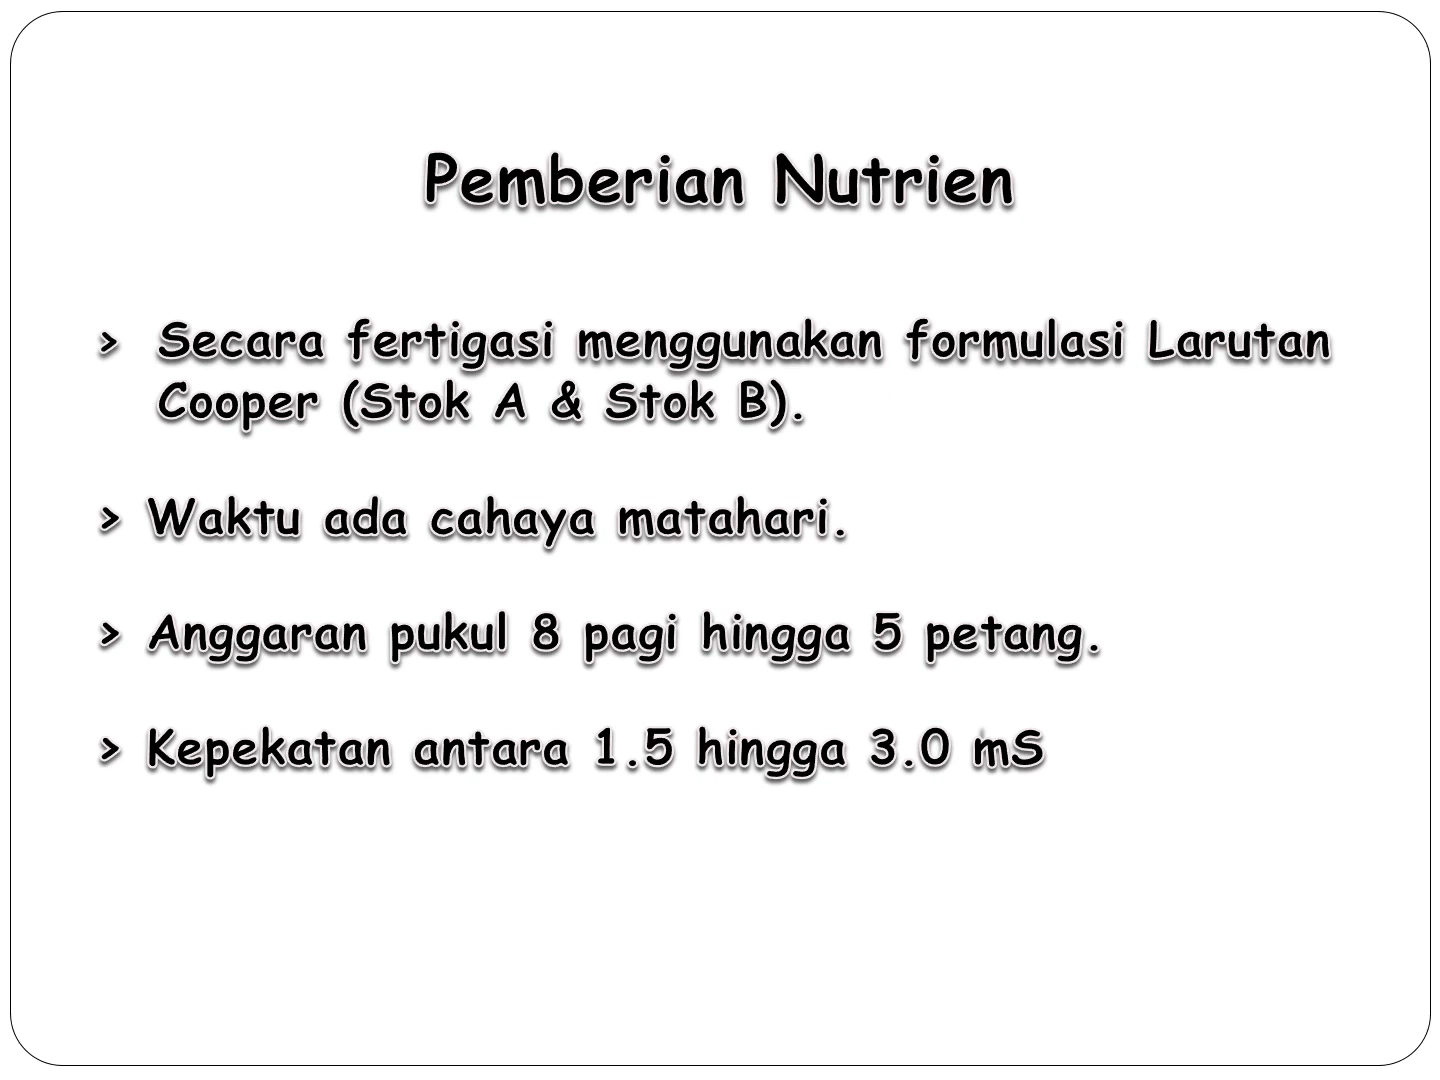 Pemberian Nutrien
> Secara fertigasi menggunakan formulasi Larutan
Cooper (Stok A & Stok B).
> Waktu ada cahaya matahari.
> Anggaran pukul 8 pagi hingga 5 petang.
> Kepekatan antara 1.5 hingga 3.0 mS